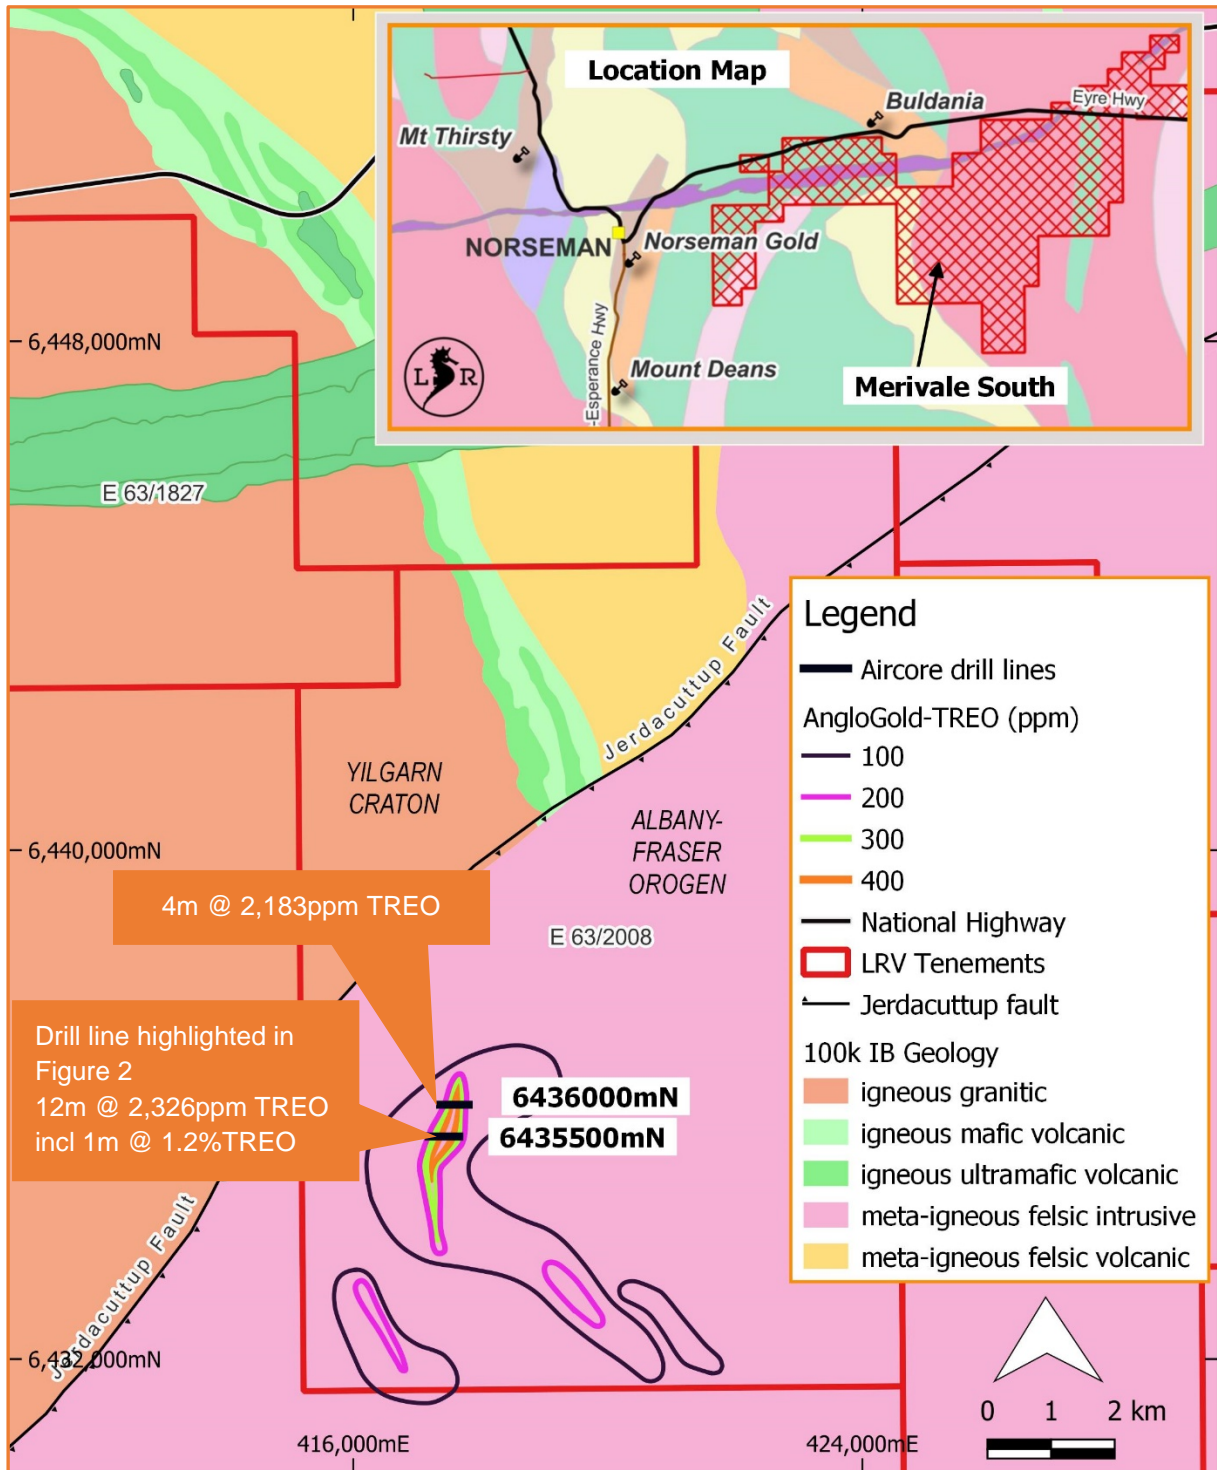 Location Map
Buldania
Eyre Hwy
Mt Thirsty
NORSEMAN
Norseman Gold
-Esperance Hwy
Mount Deans
L R
Merivale South
6,448,000mN
E 63/1827
Jerdacuttup Fault
YILGARN
CRATON
ALBANY-
FRASER
OROGEN
6,440,000mN
4m @ 2,183ppm TREO
E 63/2008
Drill line highlighted in
Figure 2
12m @ 2,326ppm TREO
incl 1m @ 1.2%TREO
6436000mN
6435500mN
Jerdacuttup Fault
6,432,000mN
416,000mE
424,000mE
Legend
Aircore drill lines
AngloGold-TREO (ppm)
100
200
300
400
National Highway
LRV Tenements
Jerdacuttup fault
100k IB Geology
igneous granitic
igneous mafic volcanic
igneous ultramafic volcanic
meta-igneous felsic intrusive
meta-igneous felsic volcanic
0 1 2 km